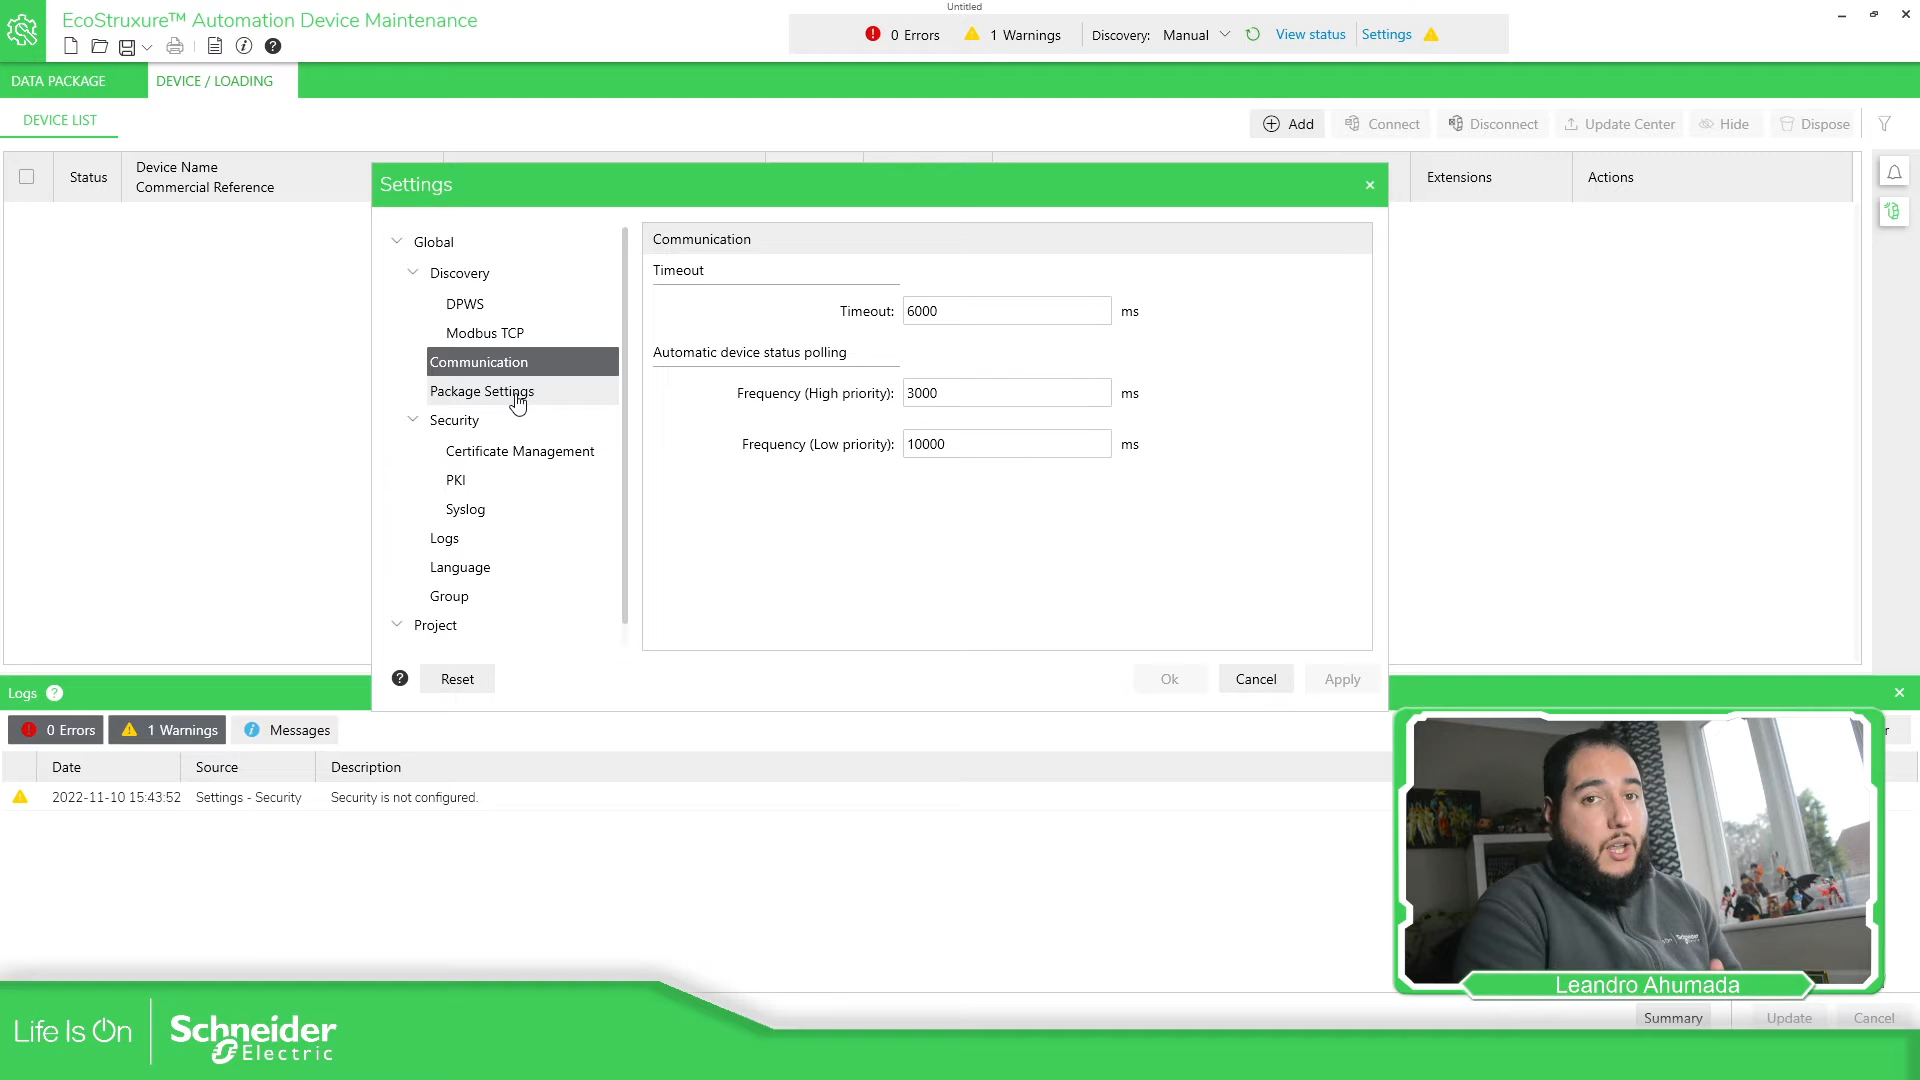 Untitled
EcoStruxure™ Automation Device Maintenance
0 Errors
1 Warnings
Discovery:
Manual
View status
Settings
DATA PACKAGE
DEVICE / LOADING
DEVICE LIST
Add
Connect
Disconnect
Update Center
Hide
Dispose
Status
Device Name
Commercial Reference
Extensions
Actions
Settings
Global
Discovery
DPWS
Modbus TCP
Communication
Package Settings
Security
Certificate Management
PKI
Syslog
Logs
Language
Group
Project
Communication
Timeout
Timeout: 6000 ms
Automatic device status polling
Frequency (High priority): 3000 ms
Frequency (Low priority): 10000 ms
Reset
Ok
Cancel
Apply
Logs
0 Errors
1 Warnings
Messages
Date
Source
Description
2022-11-10 15:43:52 Settings - Security Security is not configured.
Leandro Ahumada
Summary
Update
Cancel
Life Is On
Schneider
Electric